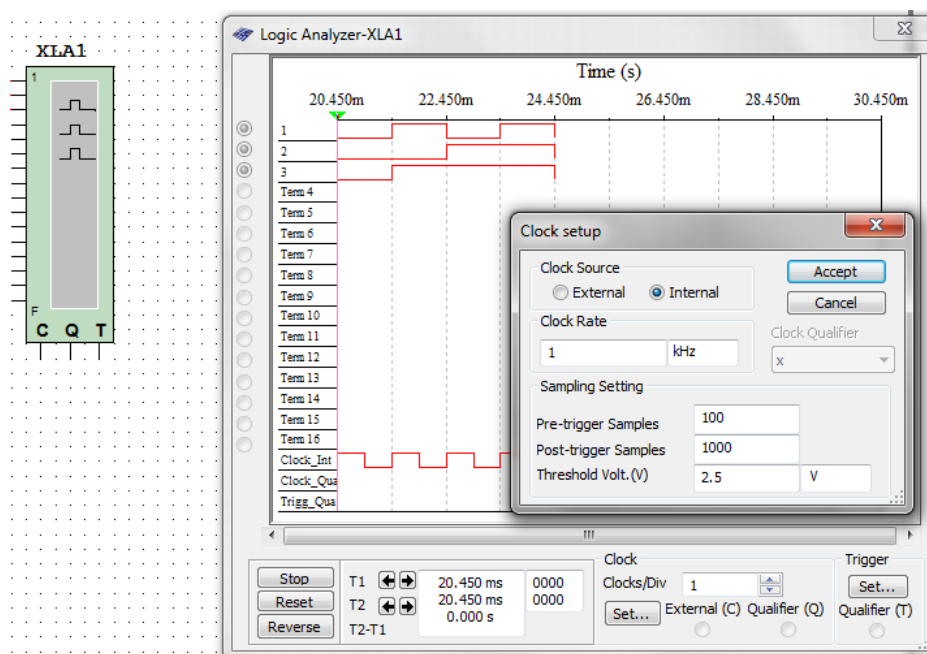 XLA1
1
F
C Q T
Logic Analyzer-XLA1
Time (s)
20.450m 22.450m 24.450m 26.450m 28.450m 30.450m
1
2
3
Term 4
Term 5
Term 6
Term 7
Term 8
Term 9
Term 10
Term 11
Term 12
Term 13
Term 14
Term 15
Term 16
Clock_Int
Clock_Qua
Trigg_Qua
Clock setup
Clock Source
External Internal
Accept
Cancel
Clock Rate
1 kHz
Clock Qualifier
x
Sampling Setting
Pre-trigger Samples 100
Post-trigger Samples 1000
Threshold Volt.(V) 2.5 V
Stop
Reset
Reverse
T1 20.450 ms 0000
T2 20.450 ms 0000
T2-T1 0.000 s
Clock
Clocks/Div 1
Set... External (C) Qualifier (Q)
Trigger
Set...
Qualifier (T)